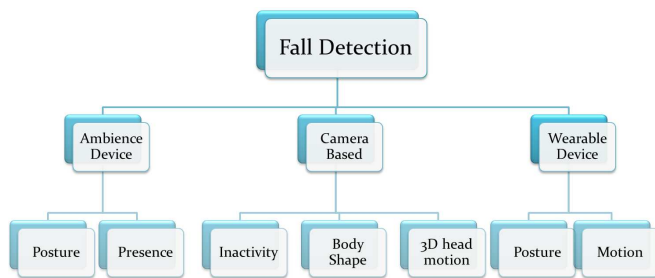 Fall Detection
Ambience
Device
Camera
Based
Wearable
Device
Posture
Presence
Inactivity
Body
Shape
3D head
motion
Posture
Motion